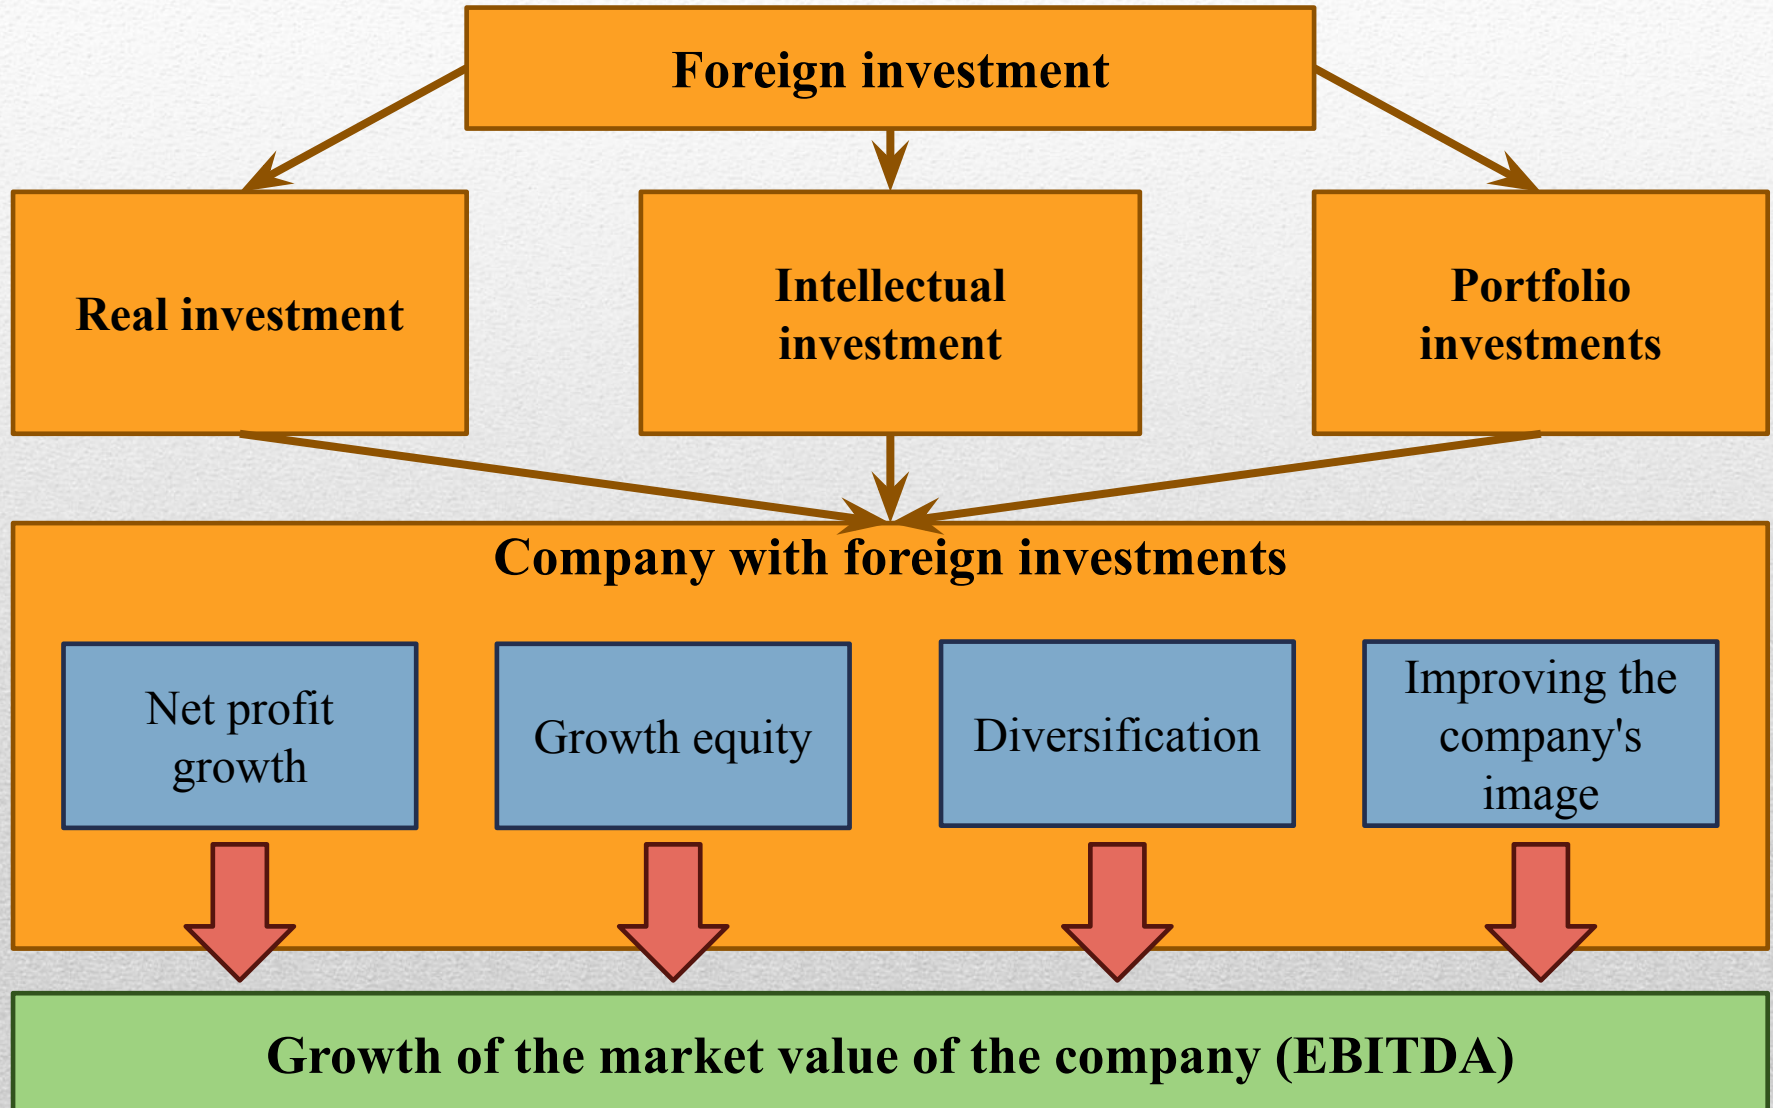 Foreign investment
Real investment
Intellectual
investment
Portfolio
investments
Company with foreign investments
Net profit
growth
Growth equity
Diversification
Improving the
company's
image
Growth of the market value of the company (EBITDA)